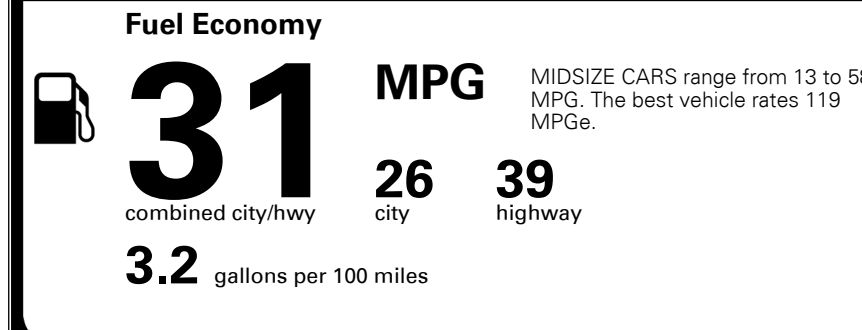 Fuel Economy
31
MPG
MIDSIZE CARS range from 13 to 58
MPG. The best vehicle rates 119
MPGe.
combined city/hwy
26
city
39
highway
3.2 gallons per 100 miles